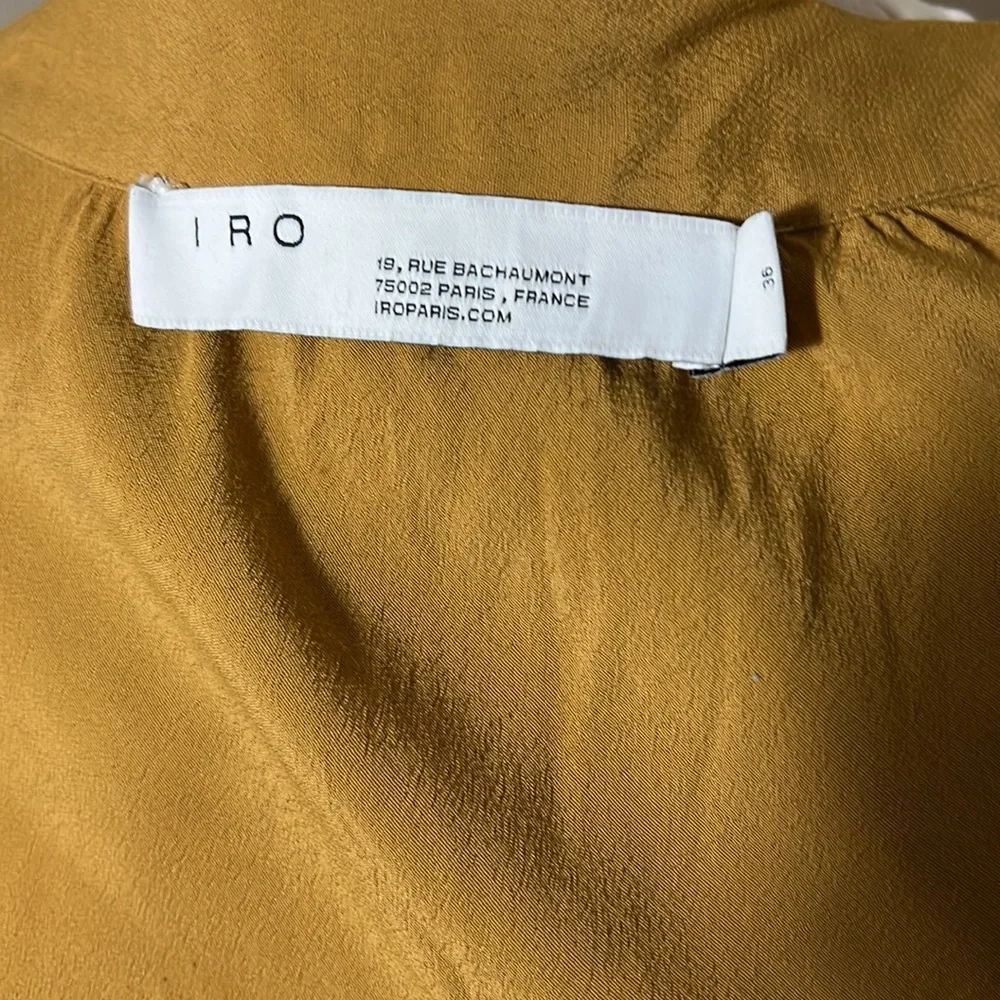 IRO
19, RUE BACHAUMONT
75002 PARIS, FRANCE
IROPARIS.COM
36